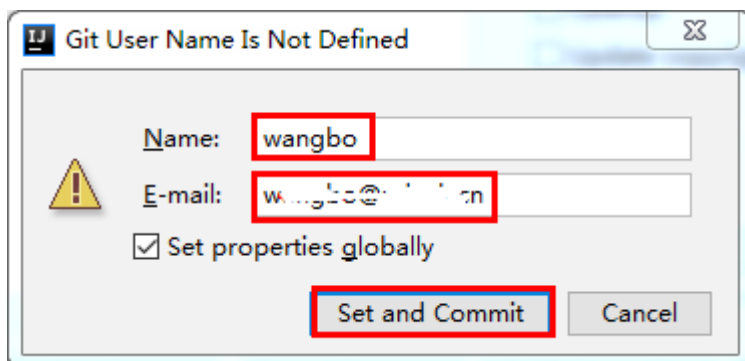 IJ Git User Name Is Not Defined
Name: wangbo
E-mail:
Set properties globally
Set and Commit Cancel